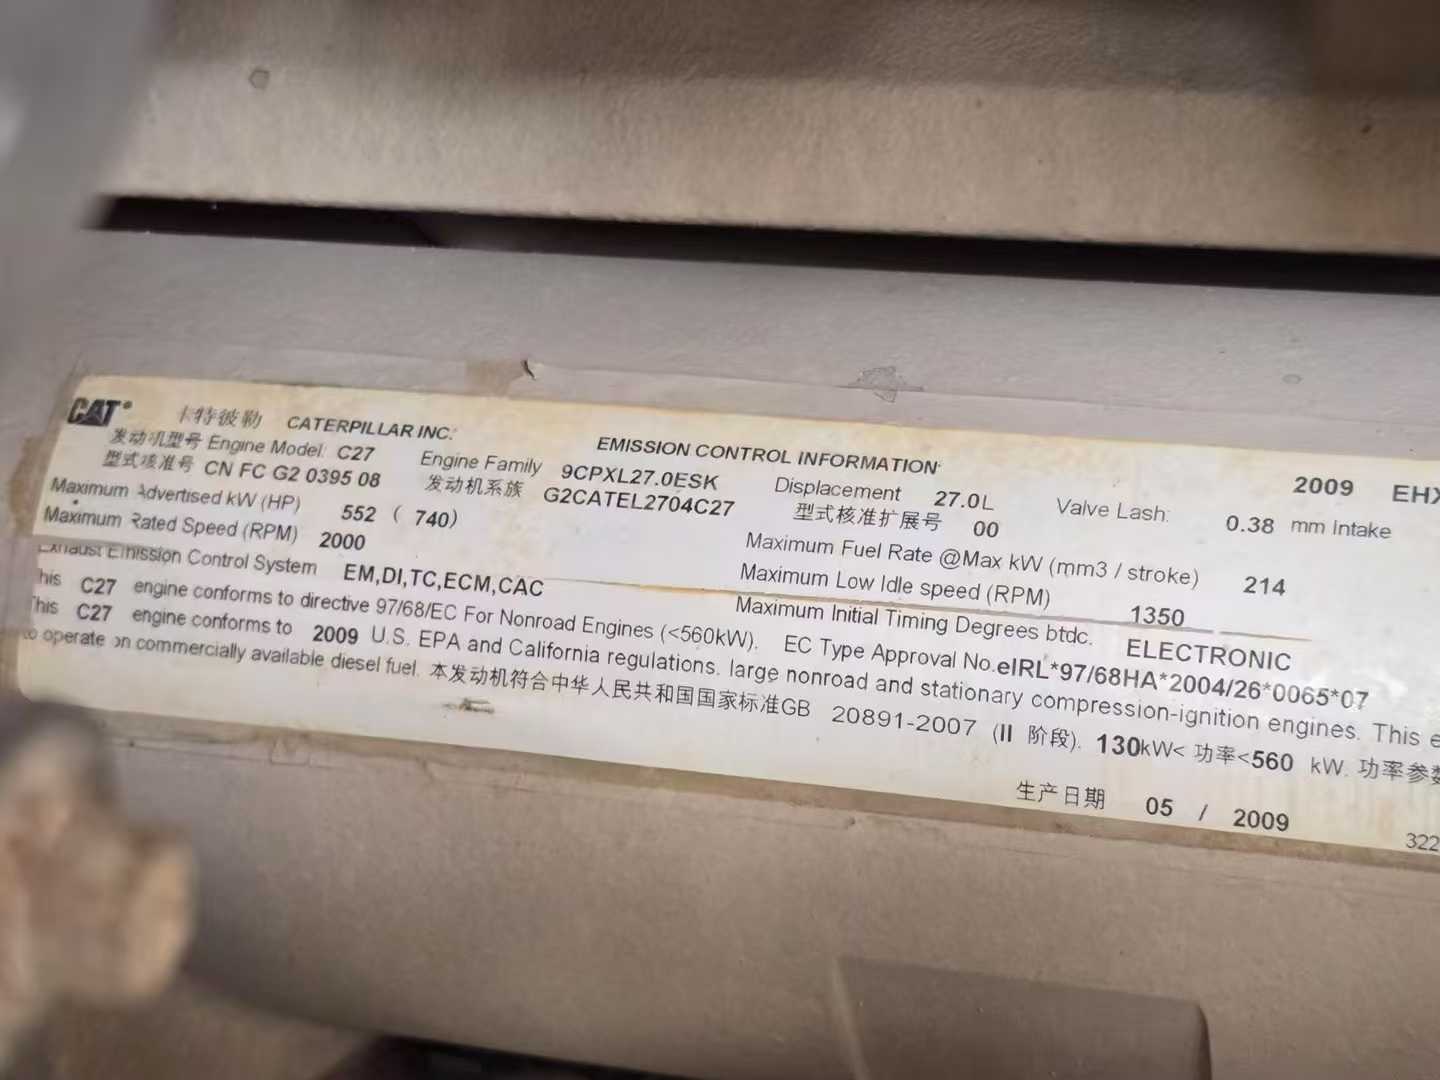 CAT® 卡特彼勒 CATERPILLAR INC. EMISSION CONTROL INFORMATION 2009
发动机型号 Engine Model: C27 Engine Family 9CPXL27.0ESK Displacement 27.0L Valve Lash: 0.38 mm Intake
型式核准号 CN FC G2 0395 08 发动机系族 G2CATEL2704C27 型式核准扩展号 00
Maximum Advertised kW (HP) 552 ( 740) Maximum Fuel Rate @Max kW (mm3 / stroke) 214
Maximum Rated Speed (RPM) 2000 Maximum Low Idle speed (RPM) 1350
Exhaust Emission Control System EM,DI,TC,ECM,CAC Maximum Initial Timing Degrees btdc. ELECTRONIC
This C27 engine conforms to directive 97/68/EC For Nonroad Engines (<560kW). EC Type Approval No.eIRL*97/68HA*2004/26*0065*07
This C27 engine conforms to 2009 U.S. EPA and California regulations. large nonroad and stationary compression-ignition engines. This
to operate on commercially available diesel fuel. 本发动机符合中华人民共和国国家标准GB 20891-2007 (II 阶段). 130kW< 功率<560 kW. 功率参
生产日期 05 / 2009
322